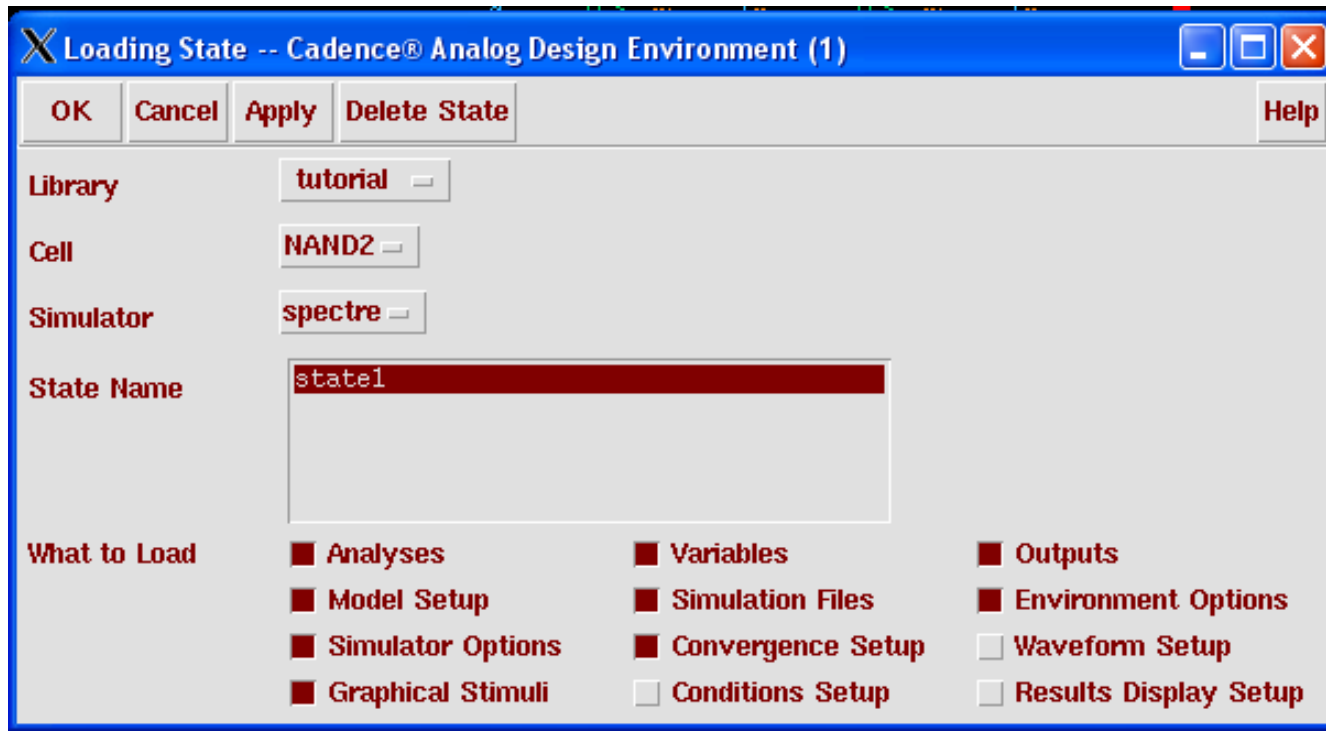 Loading State -- Cadence® Analog Design Environment (1)
OK Cancel Apply Delete State Help
Library tutorial
Cell NAND2
Simulator spectre
State Name state1
What to Load Analyses Variables Outputs
Model Setup Simulation Files Environment Options
Simulator Options Convergence Setup Waveform Setup
Graphical Stimuli Conditions Setup Results Display Setup